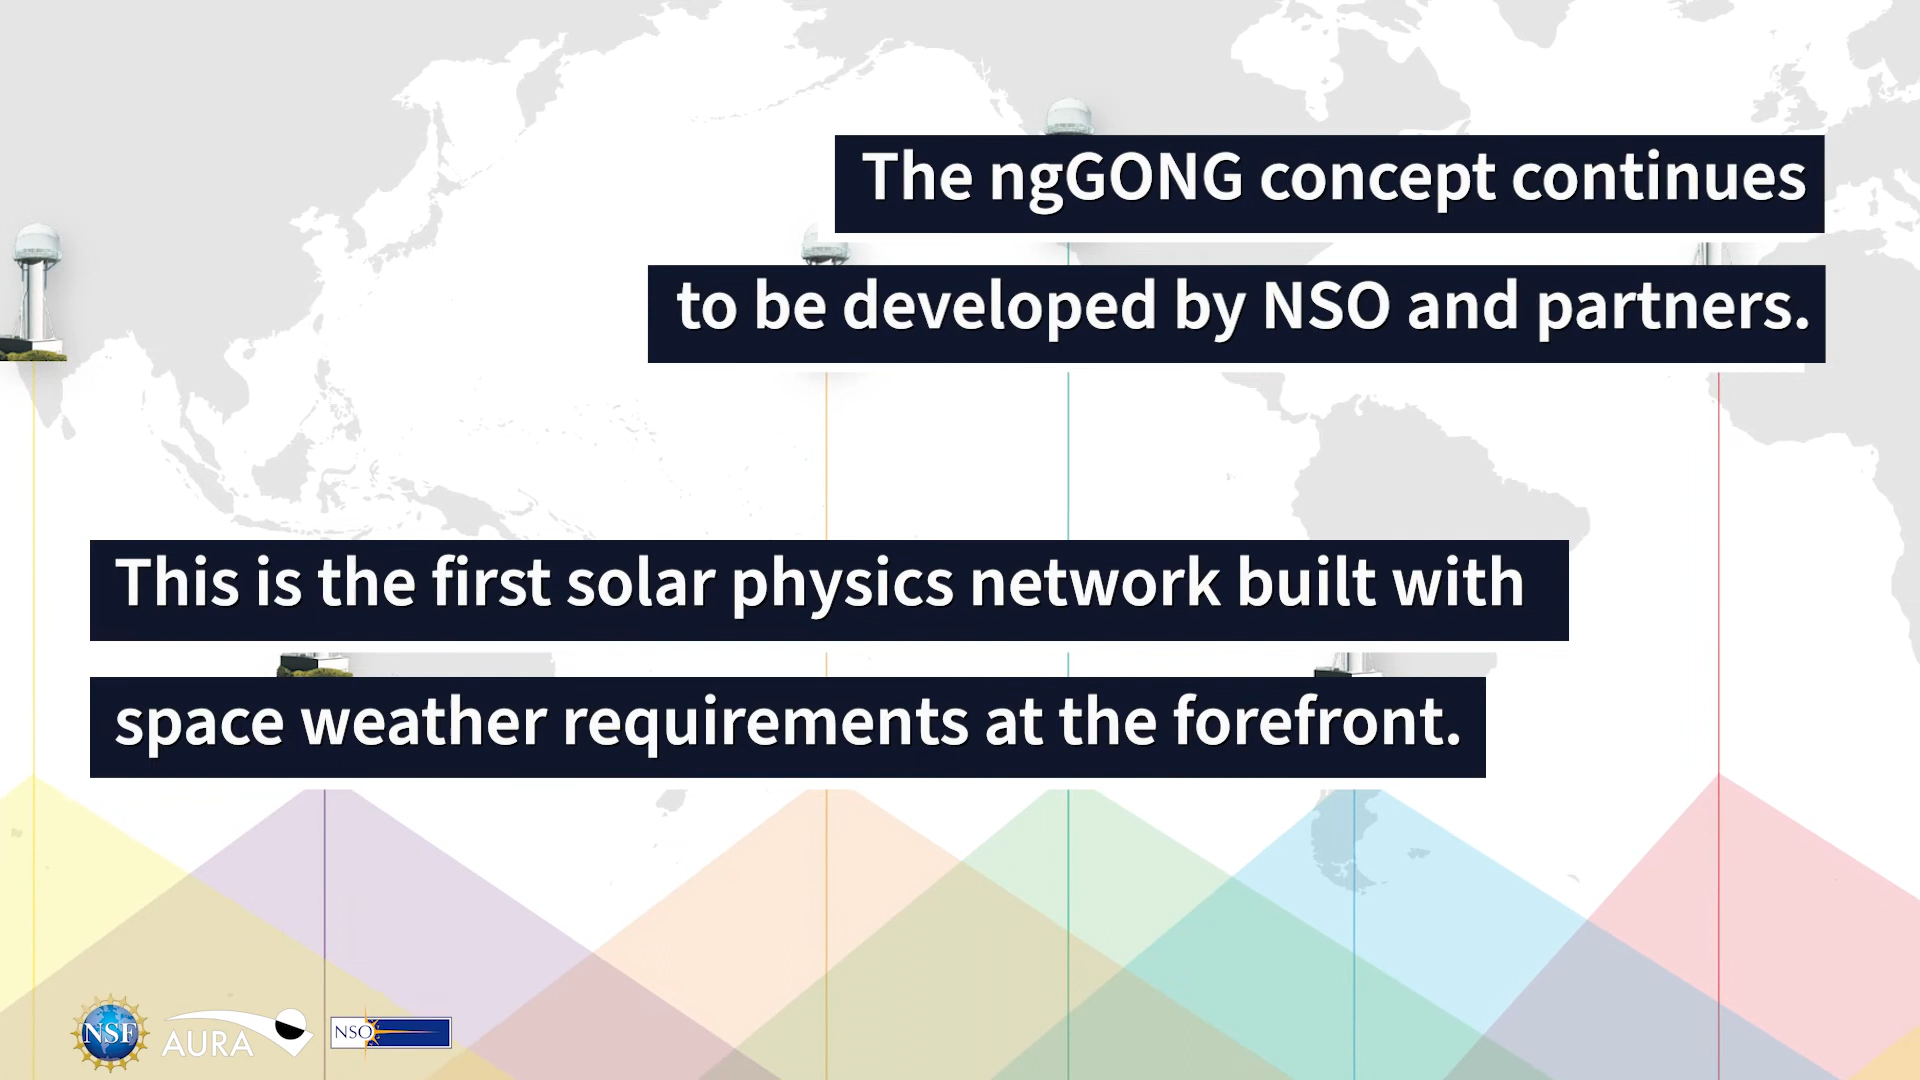 The ngGONG concept continues
to be developed by NSO and partners.
This is the first solar physics network built with
space weather requirements at the forefront.
NSF
AURA
NSO